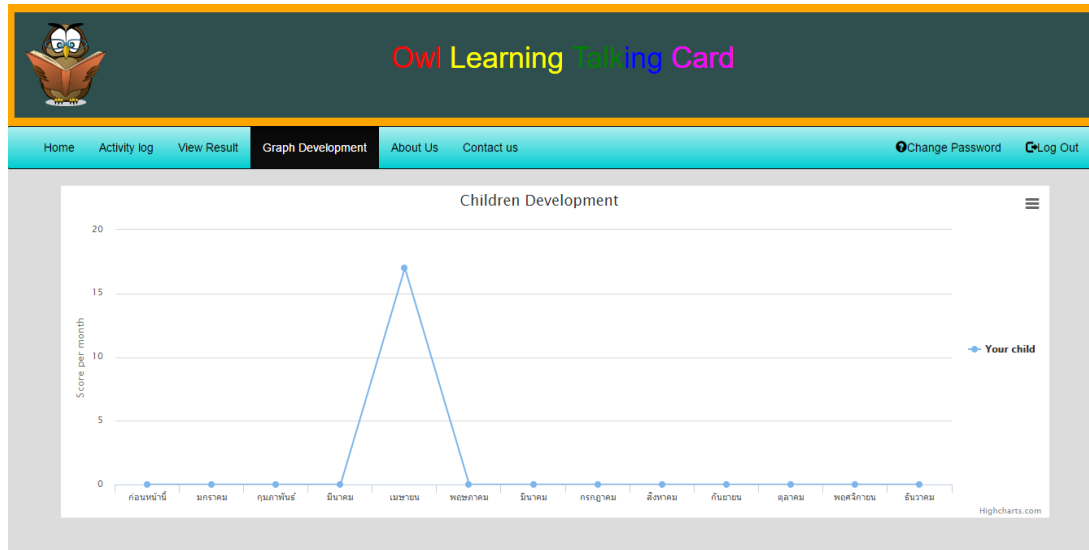 Owl Learning Talking Card
Home Activity log View Result Graph Development About Us Contact us Change Password Log Out
Children Development
20
15
10
5
0
Score per month
Your child
ก่อนหน้านี้ มกราคม กุมภาพันธ์ มีนาคม เมษายน พฤษภาคม มีนาคม กรกฎาคม สิงหาคม กันยายน ตุลาคม พฤศจิกายน ธันวาคม
Highcharts.com